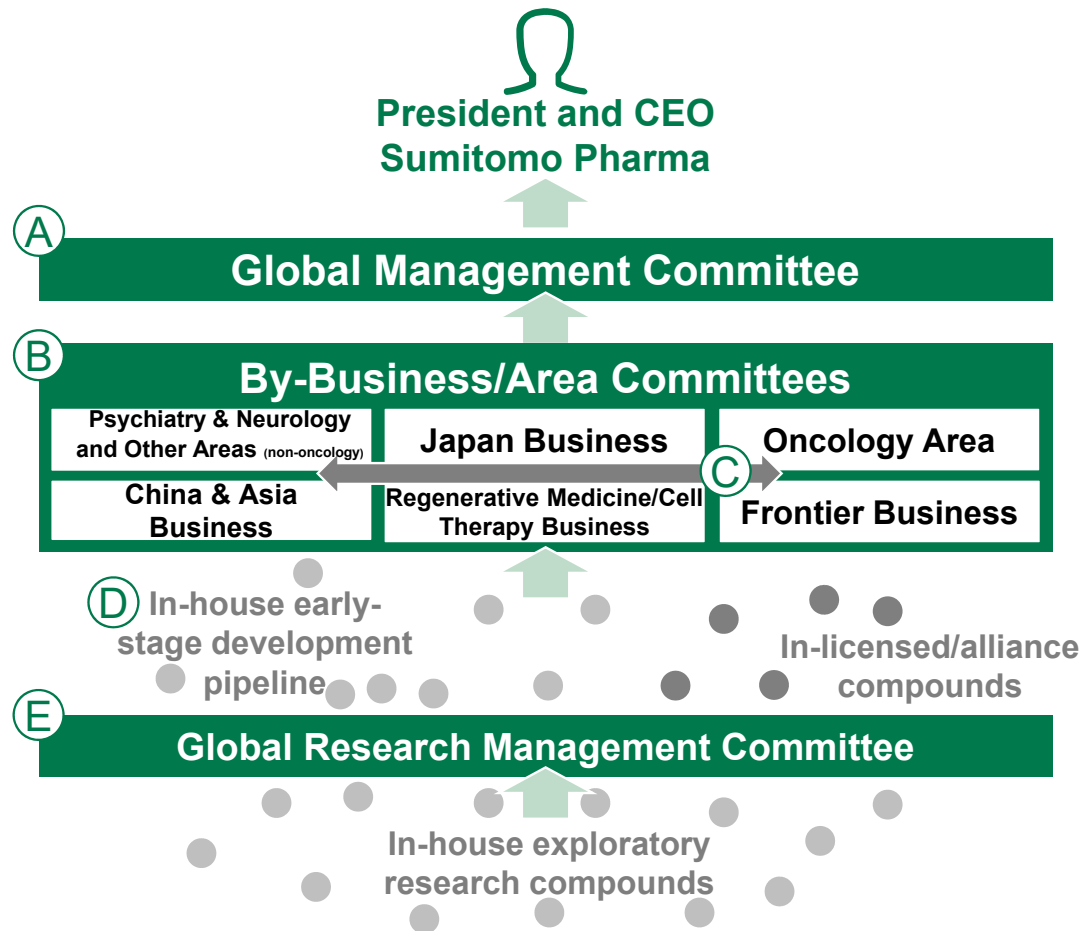 President and CEO
Sumitomo Pharma
A
Global Management Committee
B
By-Business/Area Committees
Psychiatry & Neurology
and Other Areas (non-oncology)
Japan Business
Oncology Area
C
China & Asia
Business
Regenerative Medicine/Cell
Therapy Business
Frontier Business
D
In-house early-
stage development
pipeline
In-licensed/alliance
compounds
E
Global Research Management Committee
In-house exploratory
research compounds